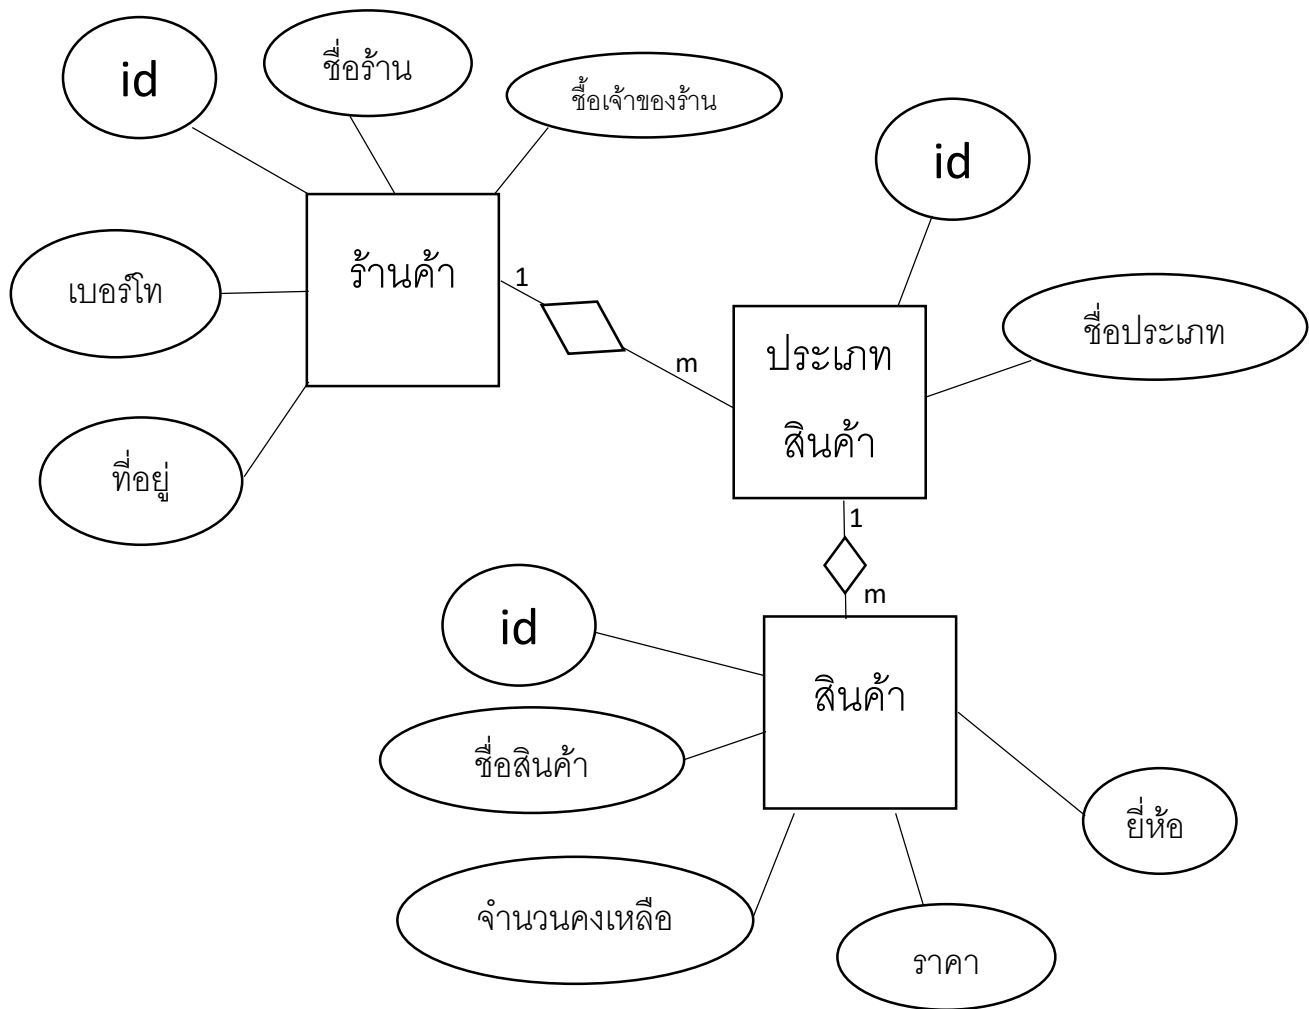 id
ชื่อร้าน
ชื้อเจ้าของร้าน
id
ร้านค้า
เบอร์โท
1
ชื่อประเภท
m
ประเภท
สินค้า
ที่อยู่
1
m
id
สินค้า
ชื่อสินค้า
ยี่ห้อ
จำนวนคงเหลือ
ราคา